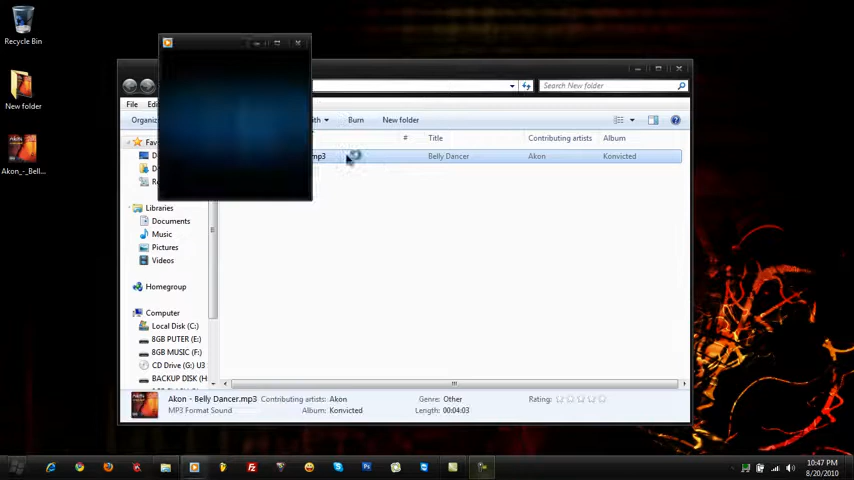 Recycle Bin
New folder
Akon_-_Bell...
Search New folder
File
Organiz
Burn
New folder
#
Title
Contributing artists
Album
.mp3
Belly Dancer
Akon
Konvicted
Libraries
Documents
Music
Pictures
Videos
Homegroup
Computer
Local Disk (C:)
8GB PUTER (E:)
8GB MUSIC (F:)
CD Drive (G:) U3
BACKUP DISK (H
Akon - Belly Dancer.mp3
MP3 Format Sound
Contributing artists: Akon
Album: Konvicted
Genre: Other
Length: 00:04:03
Rating:
10:47 PM
8/20/2010